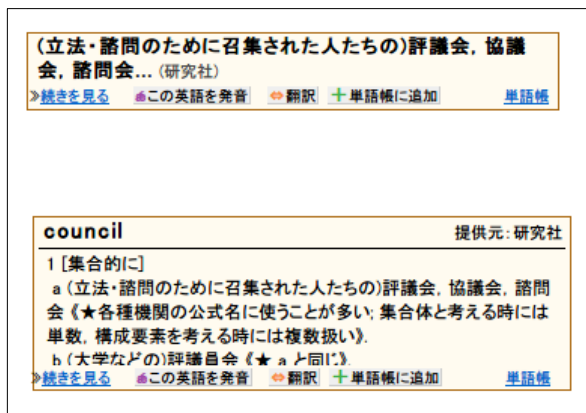 (立法・諮問のために召集された人たちの)評議会, 協議
会, 諮問会... (研究社)
≫続きを見る この英語を発音 翻訳 単語帳に追加 単語帳
council 提供元: 研究社
1 [集合的に]
a (立法・諮問のために召集された人たちの)評議会, 協議会, 諮問
会 《★各種機関の公式名に使うことが多い; 集合体と考える時には
単数, 構成要素を考える時には複数扱い》.
b (大学などの)評議員会 《★ a と同じ》.
≫続きを見る この英語を発音 翻訳 単語帳に追加 単語帳